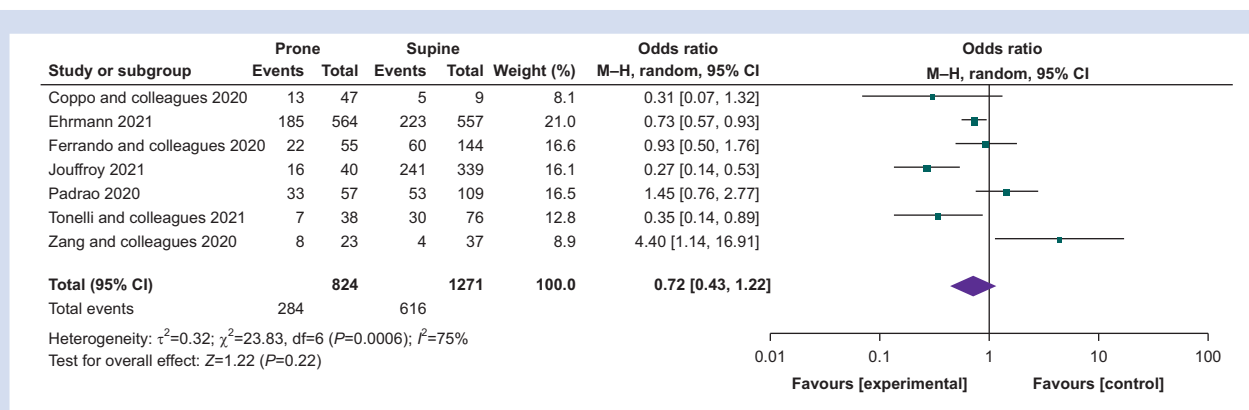 Prone Supine Odds ratio Odds ratio
Study or subgroup Events Total Events Total Weight (%) M–H, random, 95% CI M–H, random, 95% CI
Coppo and colleagues 2020 13 47 5 9 8.1 0.31 [0.07, 1.32]
Ehrmann 2021 185 564 223 557 21.0 0.73 [0.57, 0.93]
Ferrando and colleagues 2020 22 55 60 144 16.6 0.93 [0.50, 1.76]
Jouffroy 2021 16 40 241 339 16.1 0.27 [0.14, 0.53]
Padrao 2020 33 57 53 109 16.5 1.45 [0.76, 2.77]
Tonelli and colleagues 2021 7 38 30 76 12.8 0.35 [0.14, 0.89]
Zang and colleagues 2020 8 23 4 37 8.9 4.40 [1.14, 16.91]
Total (95% CI) 824 1271 100.0 0.72 [0.43, 1.22]
Total events 284 616
Heterogeneity: τ²=0.32; χ²=23.83, df=6 (P=0.0006); I²=75%
Test for overall effect: Z=1.22 (P=0.22)
0.01 0.1 1 10 100
Favours [experimental] Favours [control]